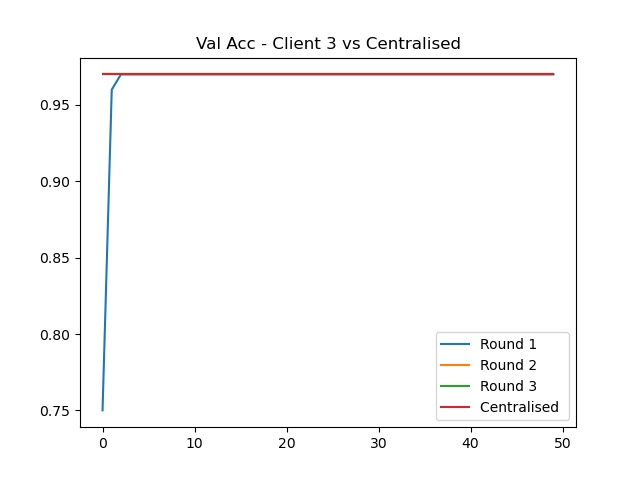 Val Acc - Client 3 vs Centralised
0.95
0.90
0.85
0.80
0.75
Round 1
Round 2
Round 3
Centralised
0 10 20 30 40 50